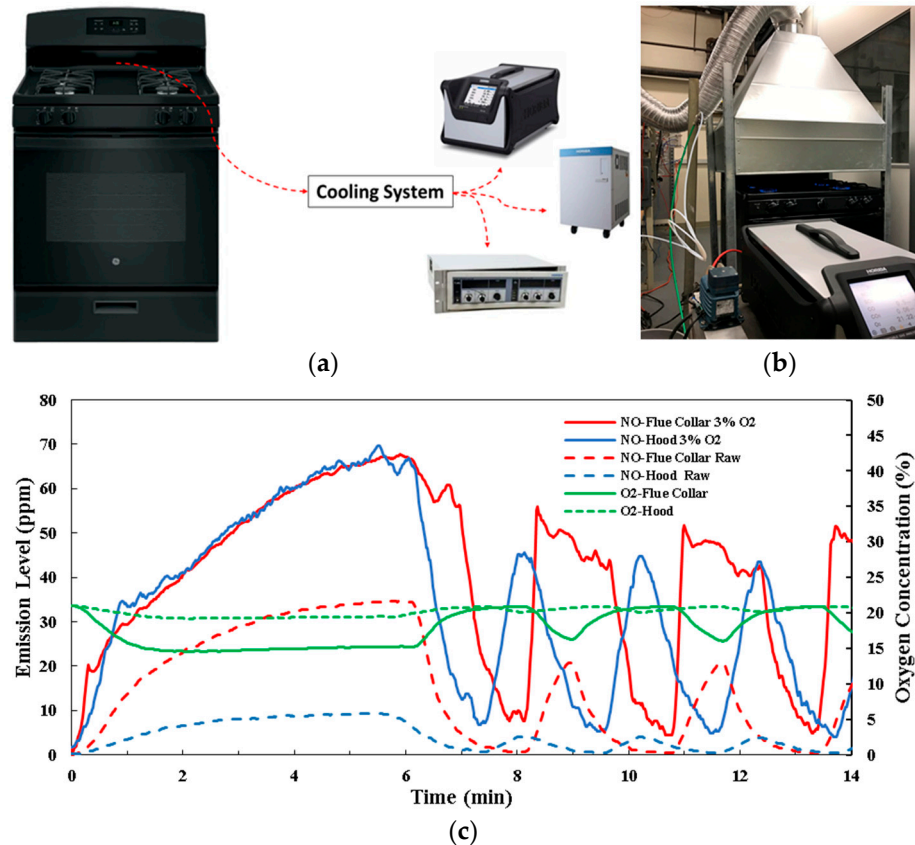 Cooling System
HORIBA
(a)
(b)
80
70
60
50
40
30
20
10
0
Emission Level (ppm)
50
45
40
35
30
25
20
15
10
5
0
Oxygen Concentration (%)
NO-Flue Collar 3% O2
NO-Hood 3% O2
NO-Flue Collar Raw
NO-Hood Raw
O2-Flue Collar
O2-Hood
0 2 4 6 8 10 12 14
Time (min)
(c)